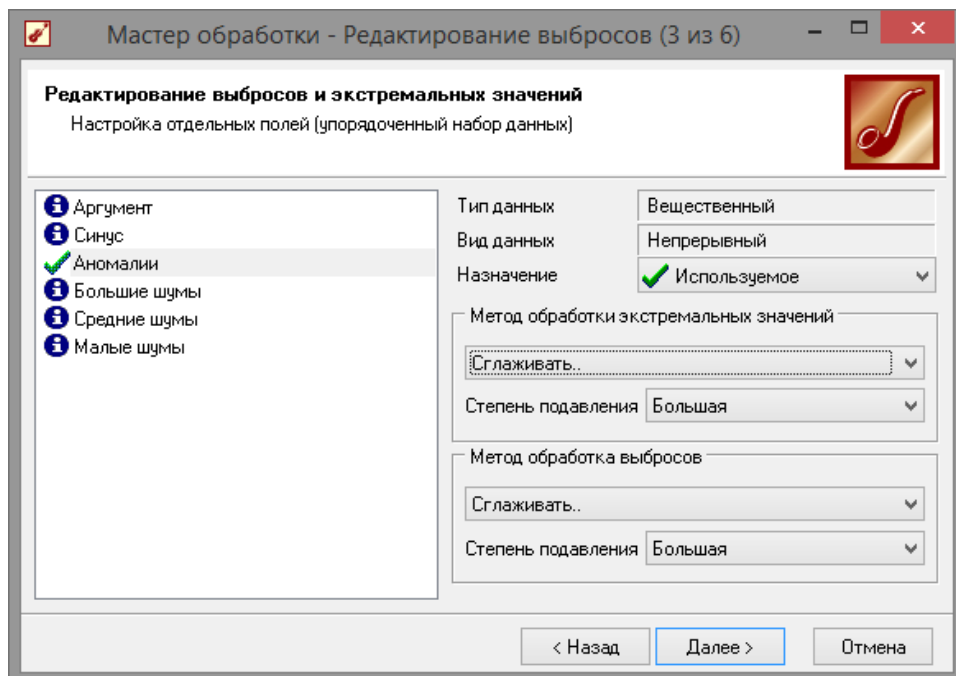 Мастер обработки - Редактирование выбросов (3 из 6)
Редактирование выбросов и экстремальных значений
Настройка отдельных полей (упорядоченный набор данных)
Аргумент
Синус
Аномалии
Большие шумы
Средние шумы
Малые шумы
Тип данных
Вещественный
Вид данных
Непрерывный
Назначение
Используемое
Метод обработки экстремальных значений
Сглаживать..
Степень подавления
Большая
Метод обработка выбросов
Сглаживать..
Степень подавления
Большая
< Назад
Далее >
Отмена